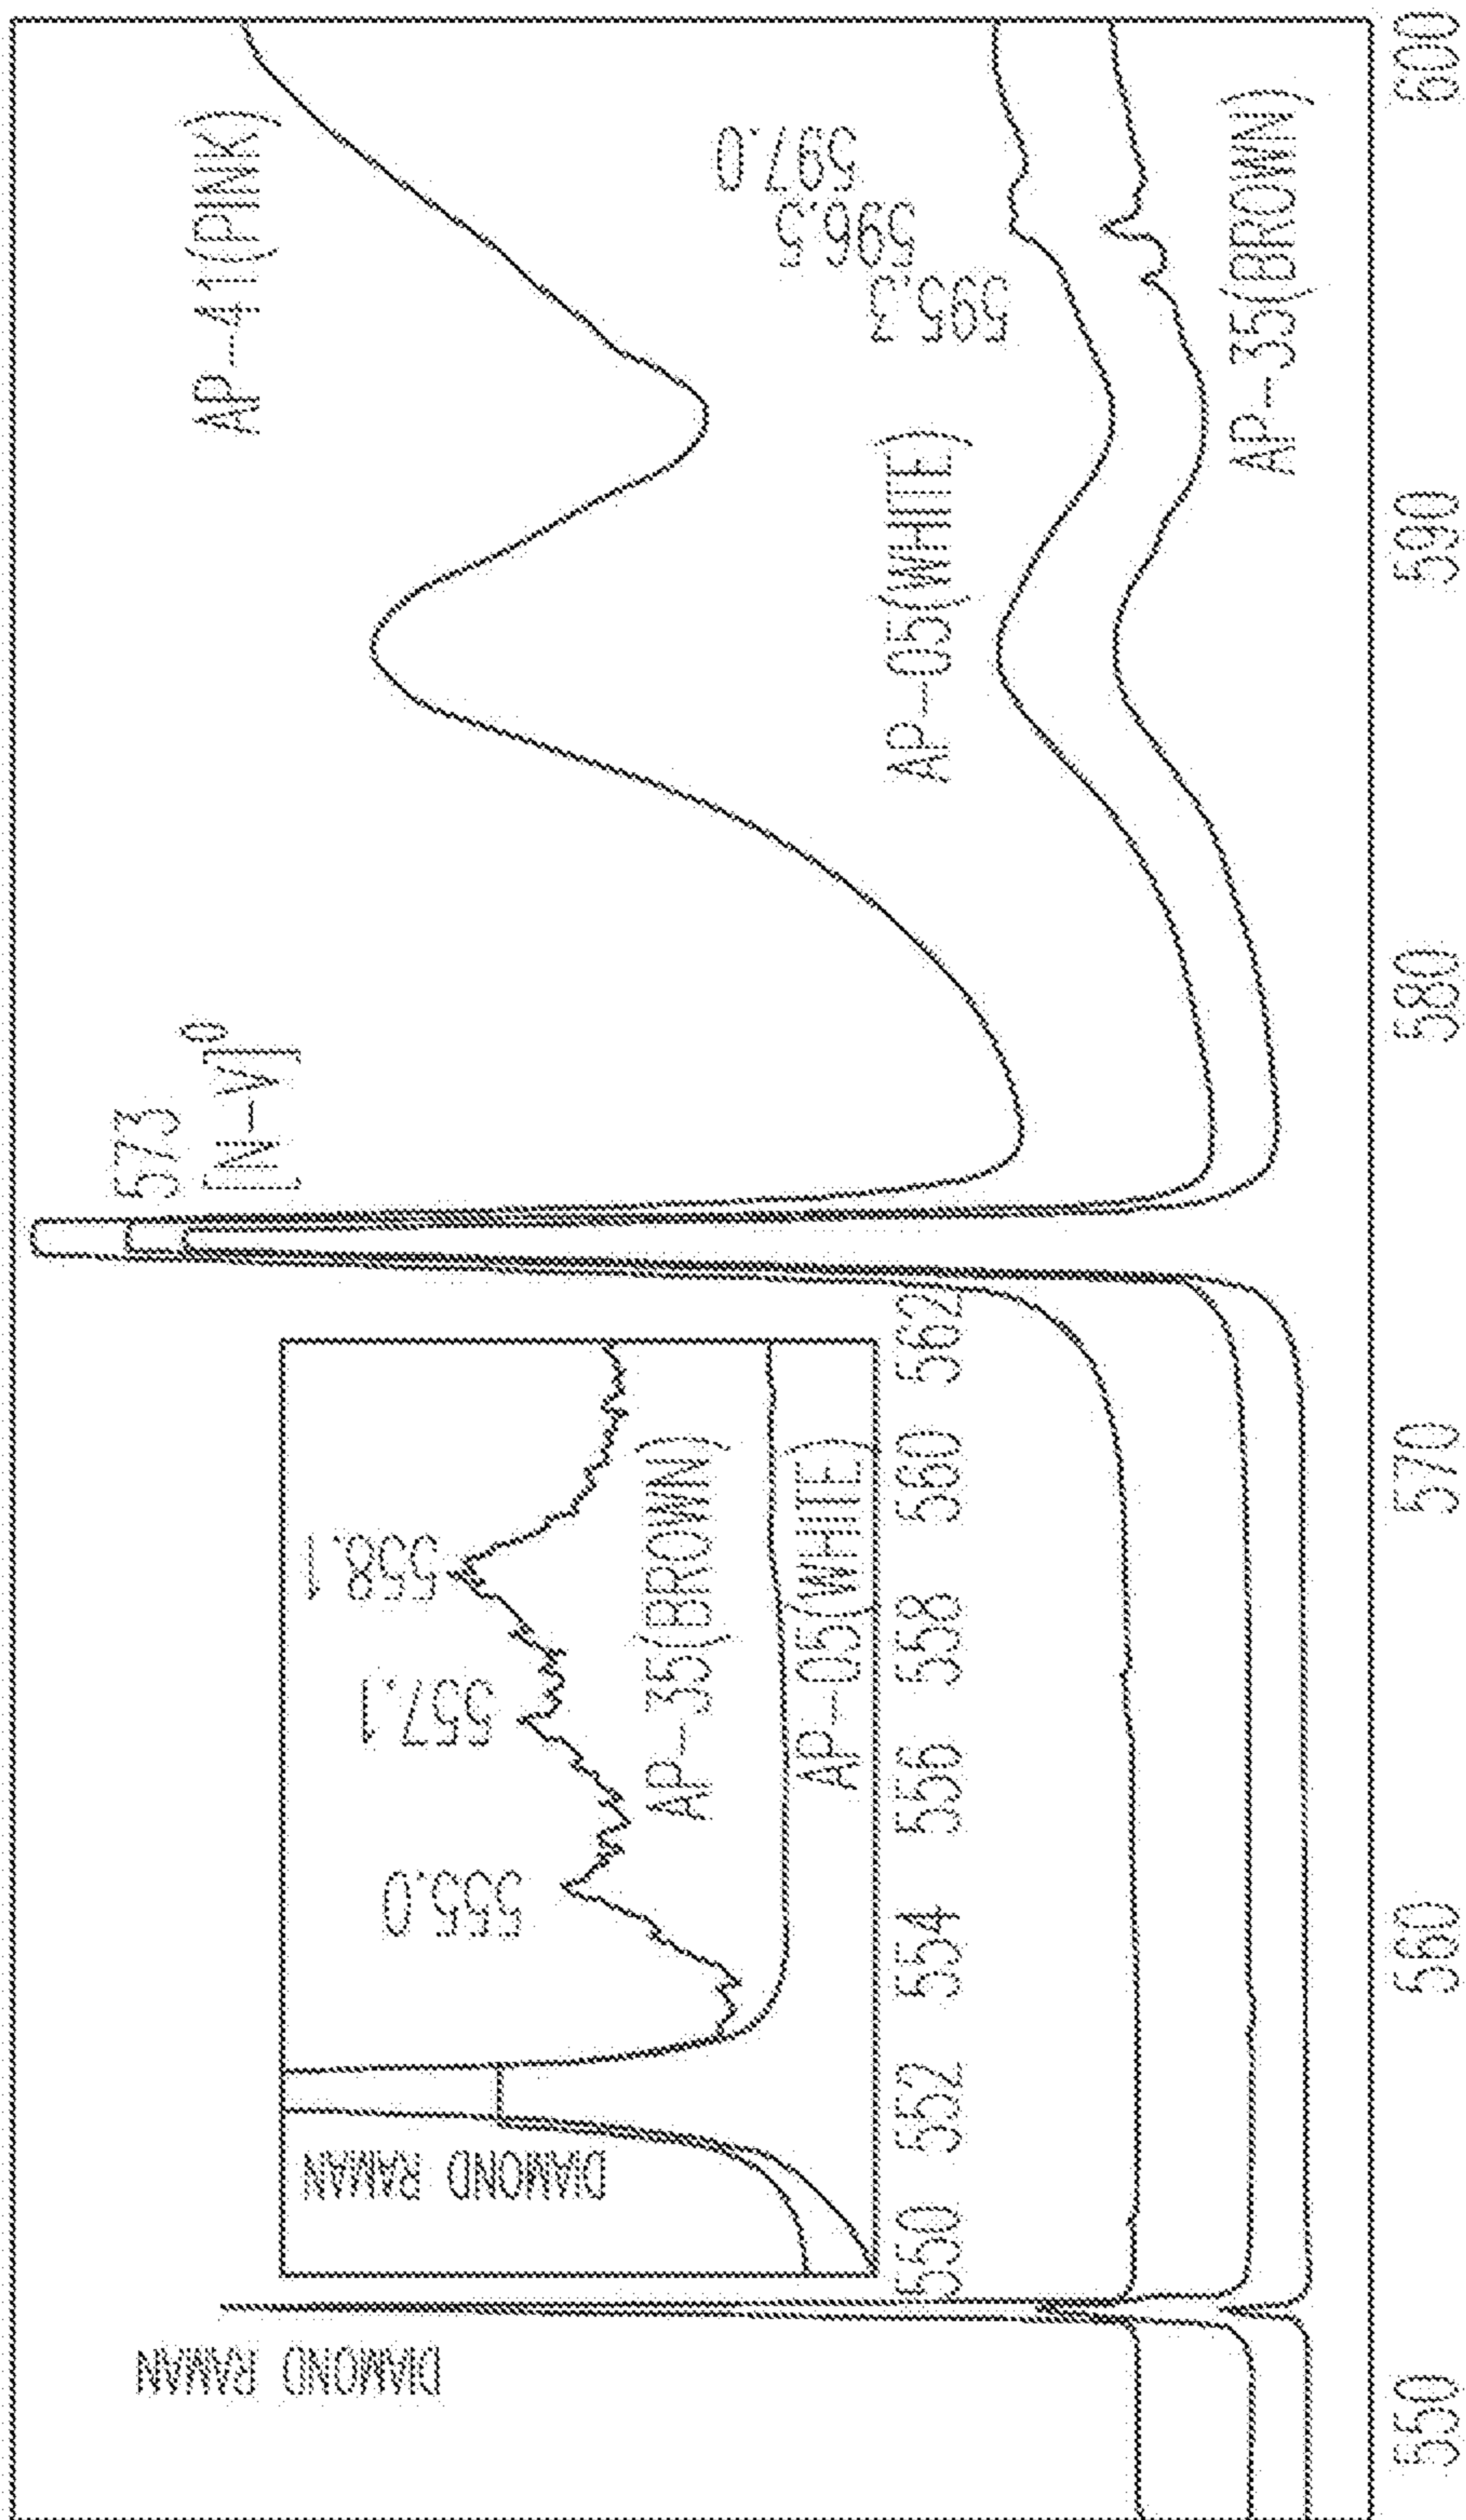 DIAMOND RAMAN
573
[N-V]⁰
AP-41(PINK)
DIAMOND RAMAN
555.0
557.1
558.1
AP-35(BROWN)
AP-05(WHITE)
550 552 554 556 558 560 562
AP-05(WHITE)
595.3
596.5
597.0
AP-35(BROWN)
550 560 570 580 590 600